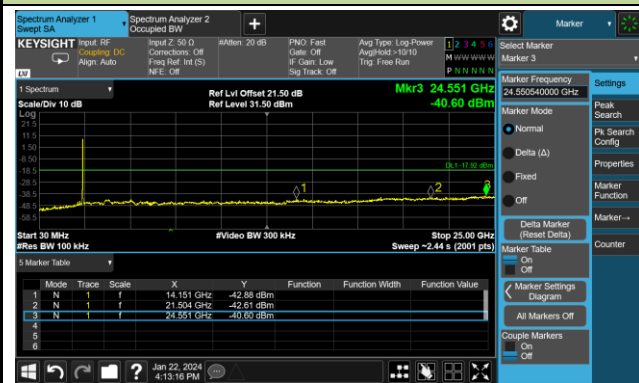 Spectrum Analyzer 1
Swept SA
Spectrum Analyzer 2
Occupied BW
+
Marker
KEYSIGHT
Input: RF
Coupling: DC
Align: Auto
Input Z: 50 Ω
Corrections: Off
Freq Ref: Int (S)
NFE: Off
#Atten: 20 dB
PNO: Fast
Gate: Off
IF Gain: Low
Sig Track: Off
Avg Type: Log-Power
Avg|Hold:>10/10
Trig: Free Run
1 2 3 4 5 6
M W W W W W
P N N N N N
LXI
Select Marker
Marker 3
1 Spectrum
Scale/Div 10 dB
Ref Lvl Offset 21.50 dB
Ref Level 31.50 dBm
Mkr3 24.551 GHz
-40.60 dBm
Log
21.5
11.5
1.50
-8.50
-18.5
-28.5
-38.5
-48.5
-58.5
DL1 -17.92 dBm
1
2
3
Start 30 MHz
#Res BW 100 kHz
#Video BW 300 kHz
Stop 25.00 GHz
Sweep ~2.44 s (2001 pts)
5 Marker Table
Mode Trace Scale X Y Function Function Width Function Value
1 N 1 f 14.151 GHz -42.88 dBm
2 N 1 f 21.504 GHz -42.61 dBm
3 N 1 f 24.551 GHz -40.60 dBm
4
5
6
Marker Frequency
24.550540000 GHz
Marker Mode
Normal
Delta (Δ)
Fixed
Off
Delta Marker
(Reset Delta)
Marker Table
On
Off
Marker Settings
Diagram
All Markers Off
Couple Markers
On
Off
Settings
Peak
Search
Pk Search
Config
Properties
Marker
Function
Marker→
Counter
?
Jan 22, 2024
4:13:16 PM